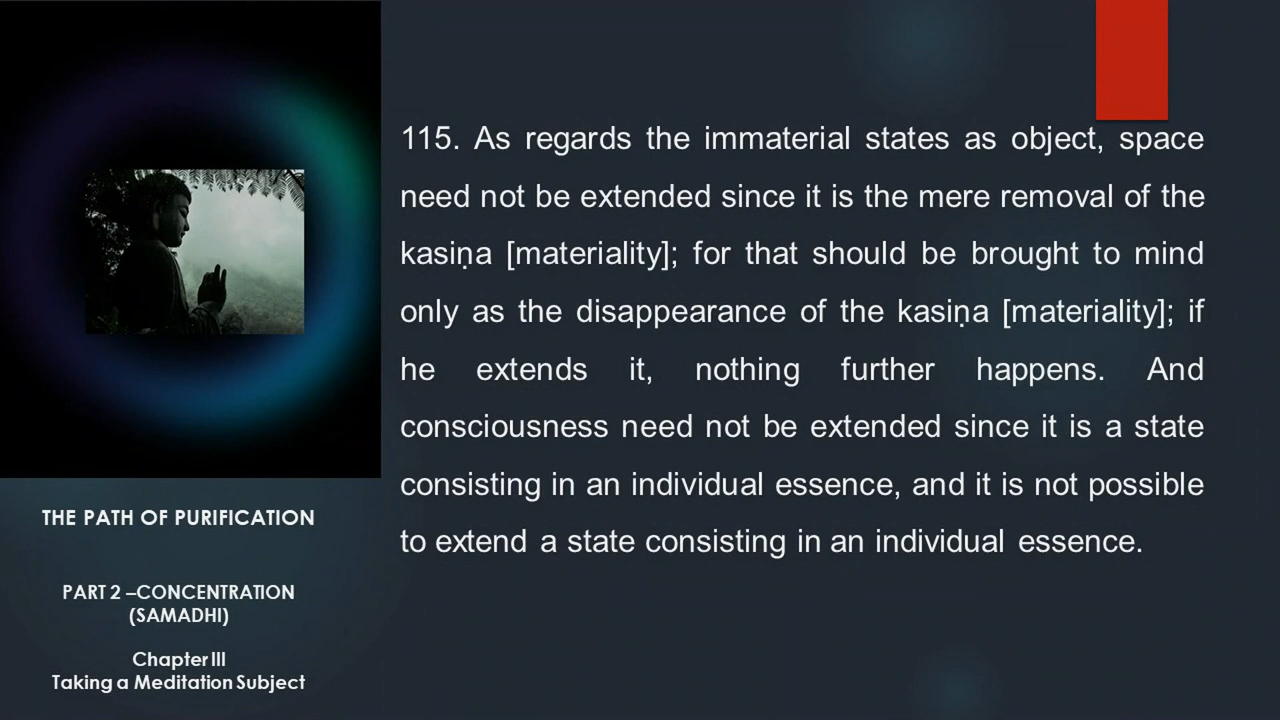 115. As regards the immaterial states as object, space
need not be extended since it is the mere removal of the
kasiṇa [materiality]; for that should be brought to mind
only as the disappearance of the kasiṇa [materiality]; if
he extends it, nothing further happens. And
consciousness need not be extended since it is a state
consisting in an individual essence, and it is not possible
to extend a state consisting in an individual essence.
THE PATH OF PURIFICATION
PART 2 –CONCENTRATION
(SAMADHI)
Chapter III
Taking a Meditation Subject